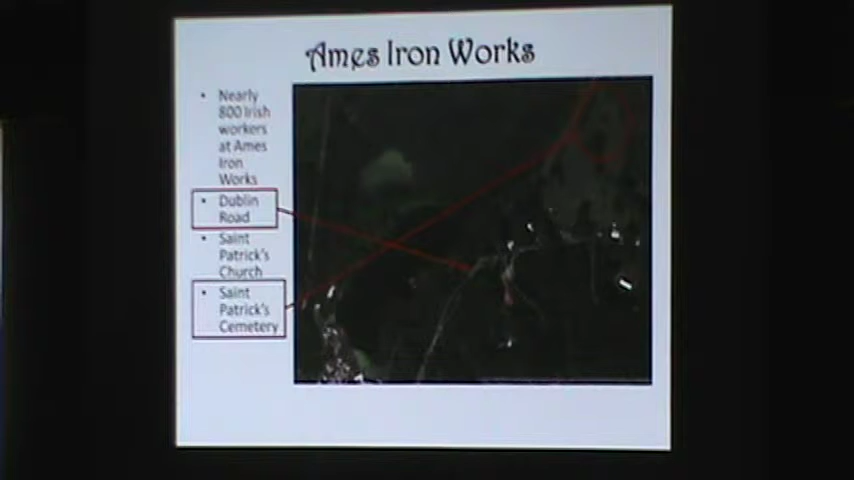 Ames Iron Works
• Nearly
800 Irish
workers
at Ames
Iron
Works
• Dublin
Road
• Saint
Patrick's
Church
• Saint
Patrick's
Cemetery